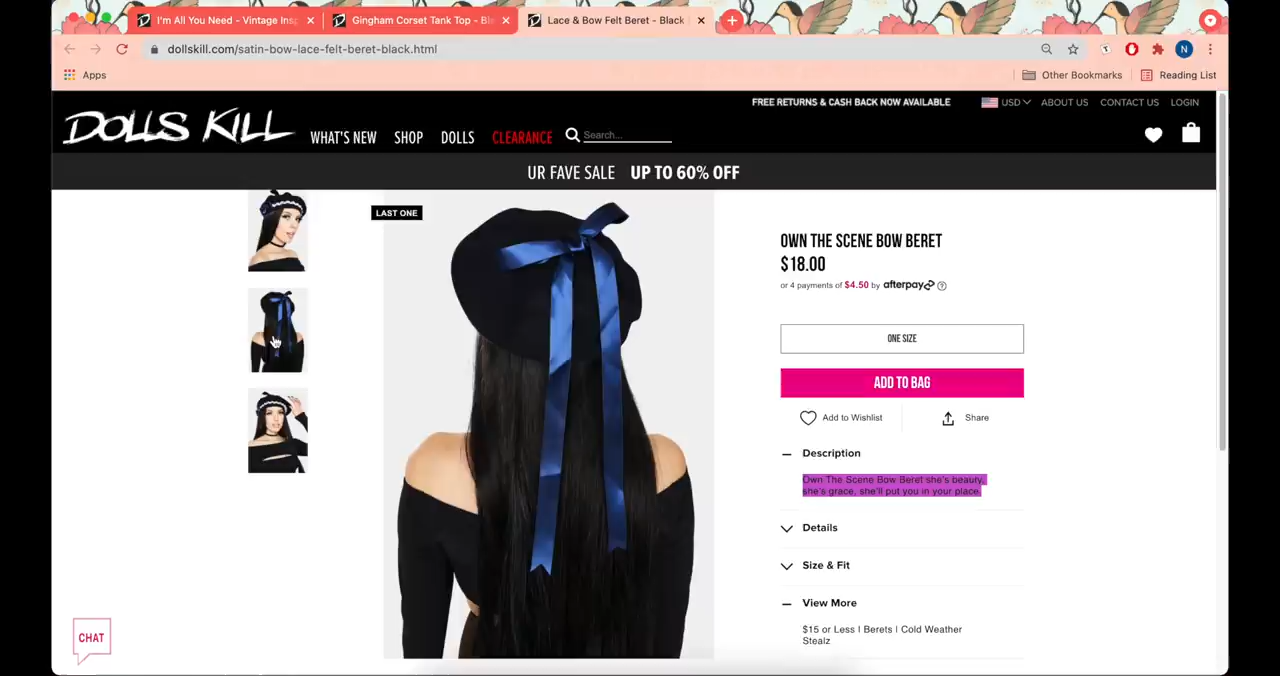 I'm All You Need - Vintage Insp
Gingham Corset Tank Top - Bla
Lace & Bow Felt Beret - Black
dollskill.com/satin-bow-lace-felt-beret-black.html
N
Apps
Other Bookmarks
Reading List
FREE RETURNS & CASH BACK NOW AVAILABLE
USD
ABOUT US
CONTACT US
LOGIN
DOLLS KILL
WHAT'S NEW
SHOP
DOLLS
CLEARANCE
Search...
UR FAVE SALE UP TO 60% OFF
LAST ONE
OWN THE SCENE BOW BERET
$18.00
or 4 payments of $4.50 by afterpay
ONE SIZE
ADD TO BAG
Add to Wishlist
Share
Description
Own The Scene Bow Beret she's beauty,
she's grace, she'll put you in your place.
Details
Size & Fit
View More
$15 or Less | Berets | Cold Weather
Stealz
CHAT